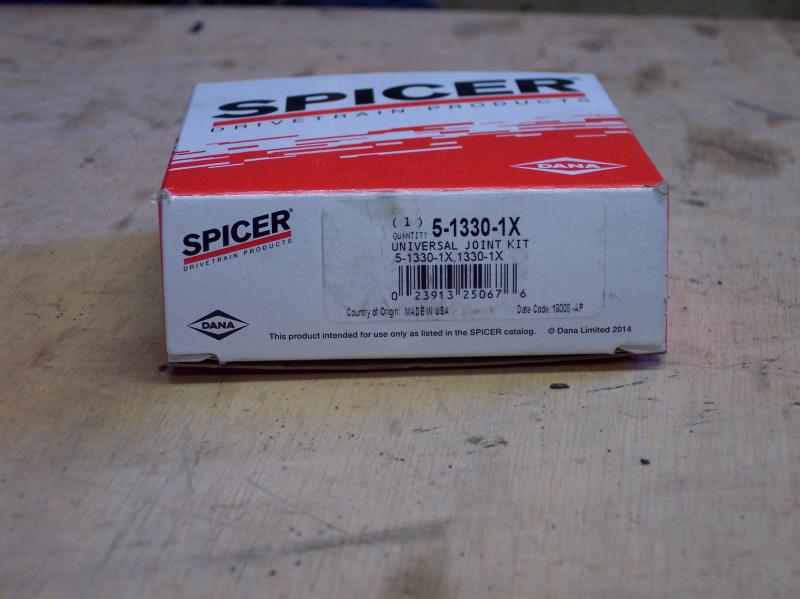 SPICER®
DRIVETRAIN PRODUCTS
DANA
SPICER®
DRIVETRAIN PRODUCTS
DANA
(1) 5-1330-1X
QUANTITY
UNIVERSAL JOINT KIT
5-1330-1X,1330-1X
0 23913 25067 6
Country of Origin: MADE IN USA Date Code: 18008-AP
This product intended for use only as listed in the SPICER catalog. © Dana Limited 2014